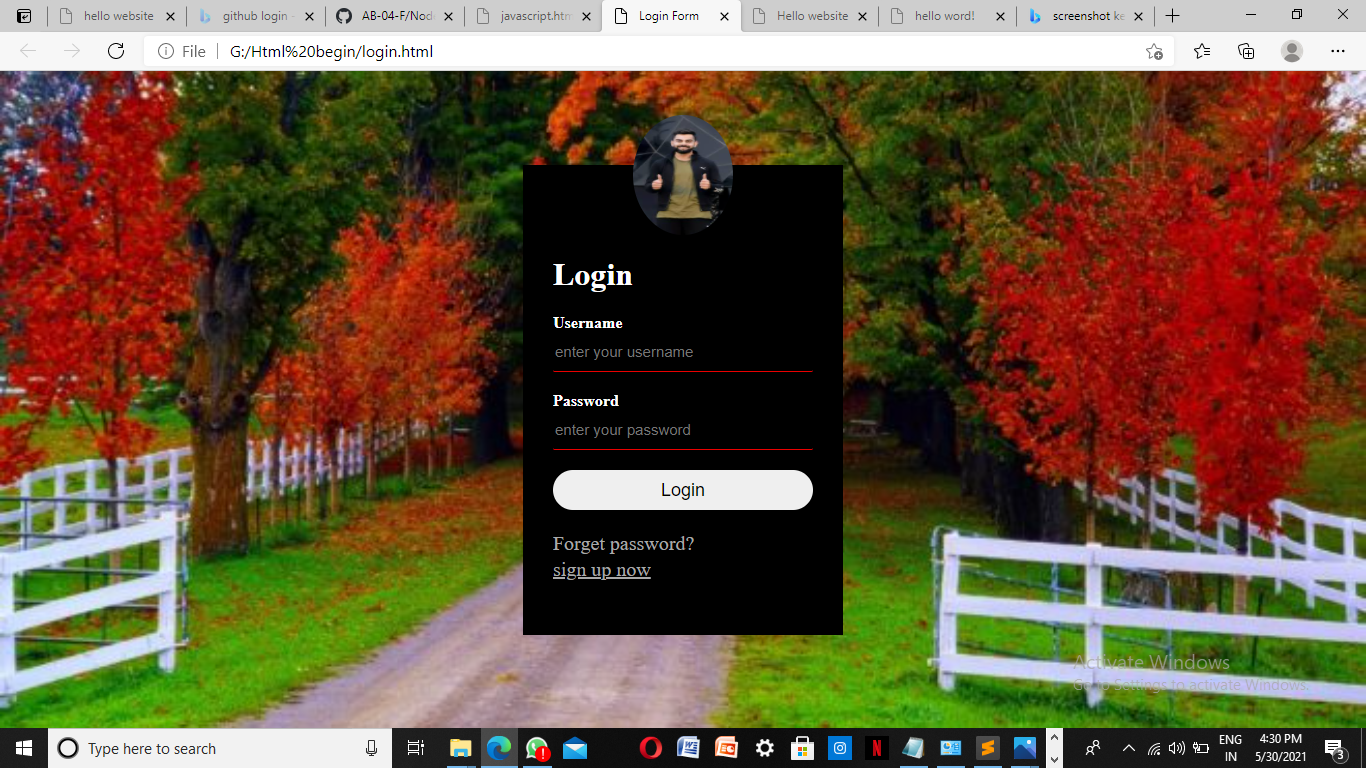 hello website
github login -
AB-04-F/Nod
javascript.htm
Login Form
Hello website
hello word!
screenshot ke
File
G:/Html%20begin/login.html
Login
Username
enter your username
Password
enter your password
Login
Forget password?
sign up now
Activate Windows
Go to Settings to activate Windows.
Type here to search
ENG
IN
4:30 PM
5/30/2021
3